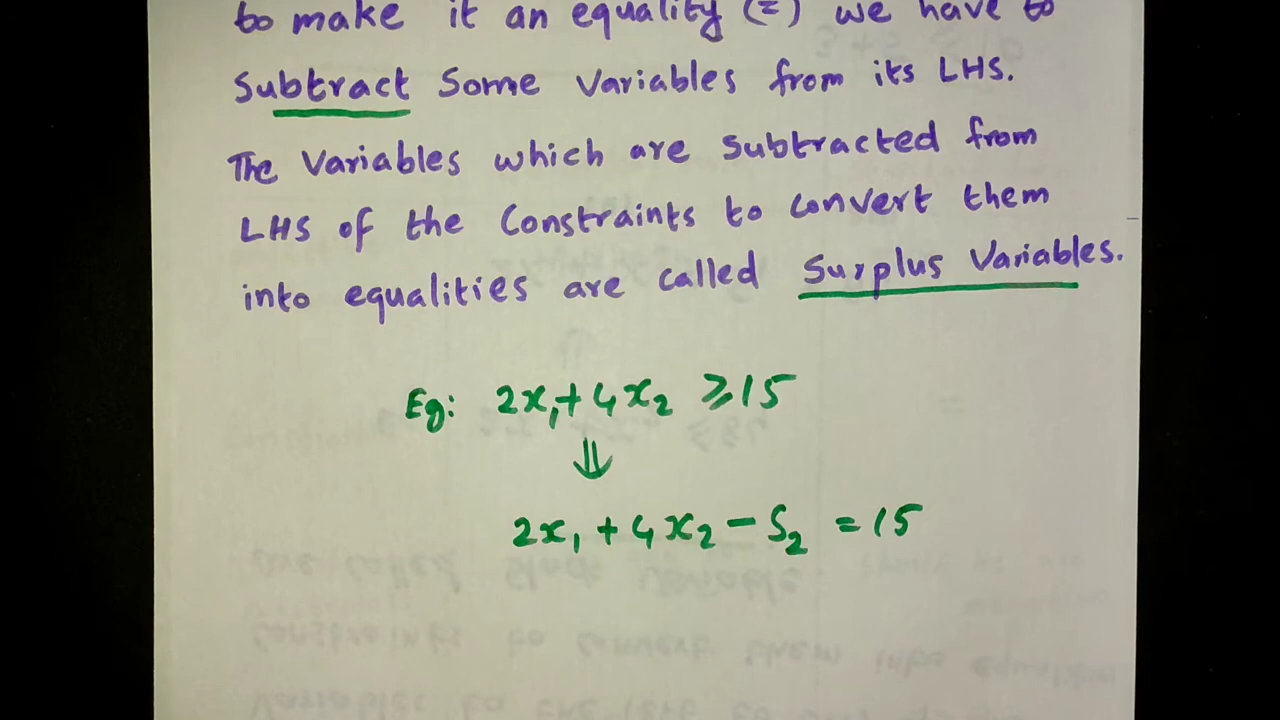 to make it an equality (=) we have to
Subtract Some Variables from its LHS.
The Variables which are Subtracted from
LHS of the Constraints to Convert them
into equalities are called Surplus Variables.
Eg: 2x₁ + 4x₂ ⩾ 15
⇓
2x₁ + 4x₂ − S₂ = 15